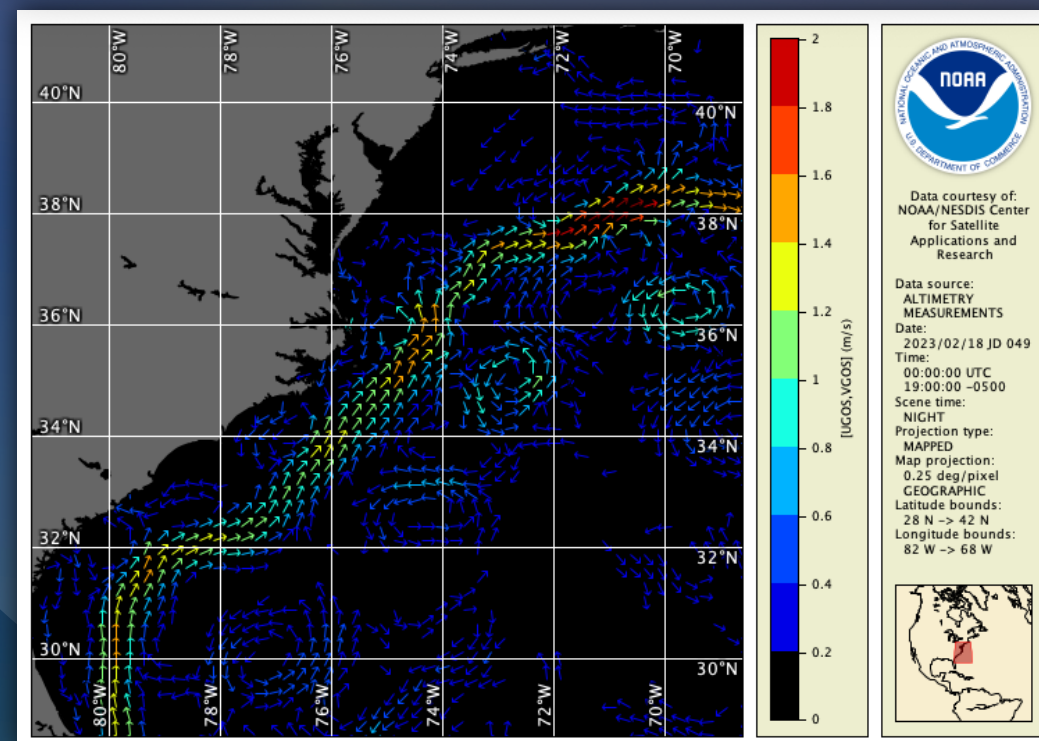 80°W
78°W
76°W
74°W
72°W
70°W
40°N
40°N
38°N
38°N
36°N
36°N
34°N
34°N
32°N
32°N
30°N
30°N
80°W
78°W
76°W
74°W
72°W
70°W
2
1.8
1.6
1.4
1.2
1
0.8
0.6
0.4
0.2
0
[UGOS,VGOS] (m/s)
NATIONAL OCEANIC AND ATMOSPHERIC ADMINISTRATION
NOAA
U.S. DEPARTMENT OF COMMERCE
Data courtesy of:
NOAA/NESDIS Center
for Satellite
Applications and
Research
Data source:
ALTIMETRY
MEASUREMENTS
Date:
2023/02/18 JD 049
Time:
00:00:00 UTC
19:00:00 -0500
Scene time:
NIGHT
Projection type:
MAPPED
Map projection:
0.25 deg/pixel
GEOGRAPHIC
Latitude bounds:
28 N -> 42 N
Longitude bounds:
82 W -> 68 W